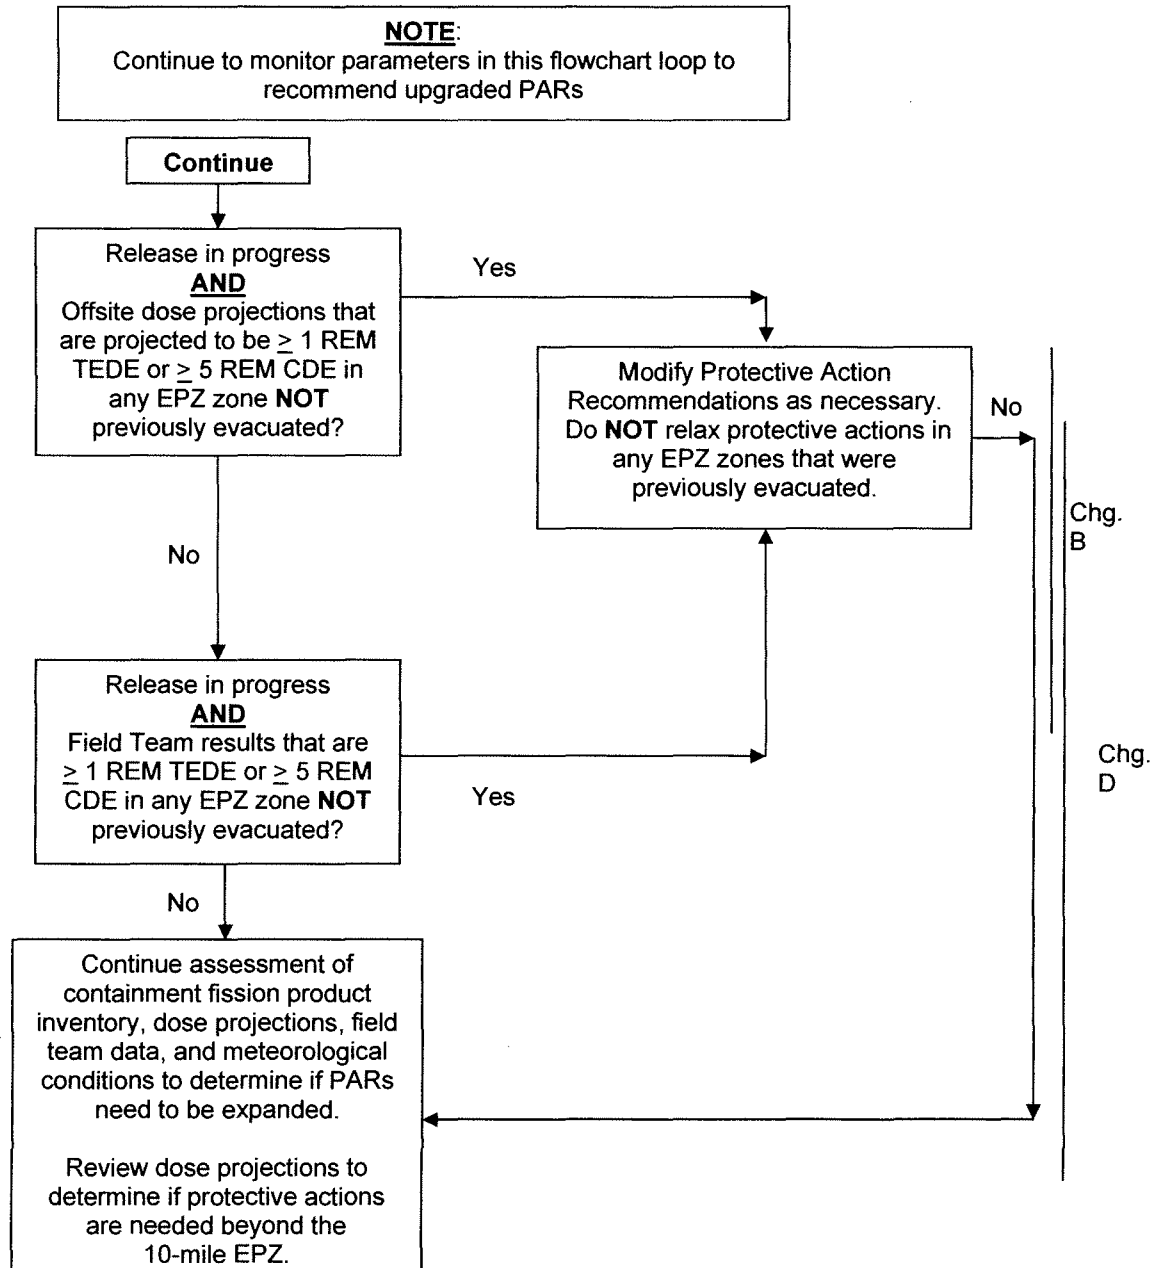 NOTE:
Continue to monitor parameters in this flowchart loop to
recommend upgraded PARs
Continue
Release in progress
AND
Offsite dose projections that
are projected to be ≥ 1 REM
TEDE or ≥ 5 REM CDE in
any EPZ zone NOT
previously evacuated?
Yes
Modify Protective Action
Recommendations as necessary.
Do NOT relax protective actions in
any EPZ zones that were
previously evacuated.
No
Chg.
B
No
Release in progress
AND
Field Team results that are
≥ 1 REM TEDE or ≥ 5 REM
CDE in any EPZ zone NOT
previously evacuated?
Yes
Chg.
D
No
Continue assessment of
containment fission product
inventory, dose projections, field
team data, and meteorological
conditions to determine if PARs
need to be expanded.
Review dose projections to
determine if protective actions
are needed beyond the
10-mile EPZ.